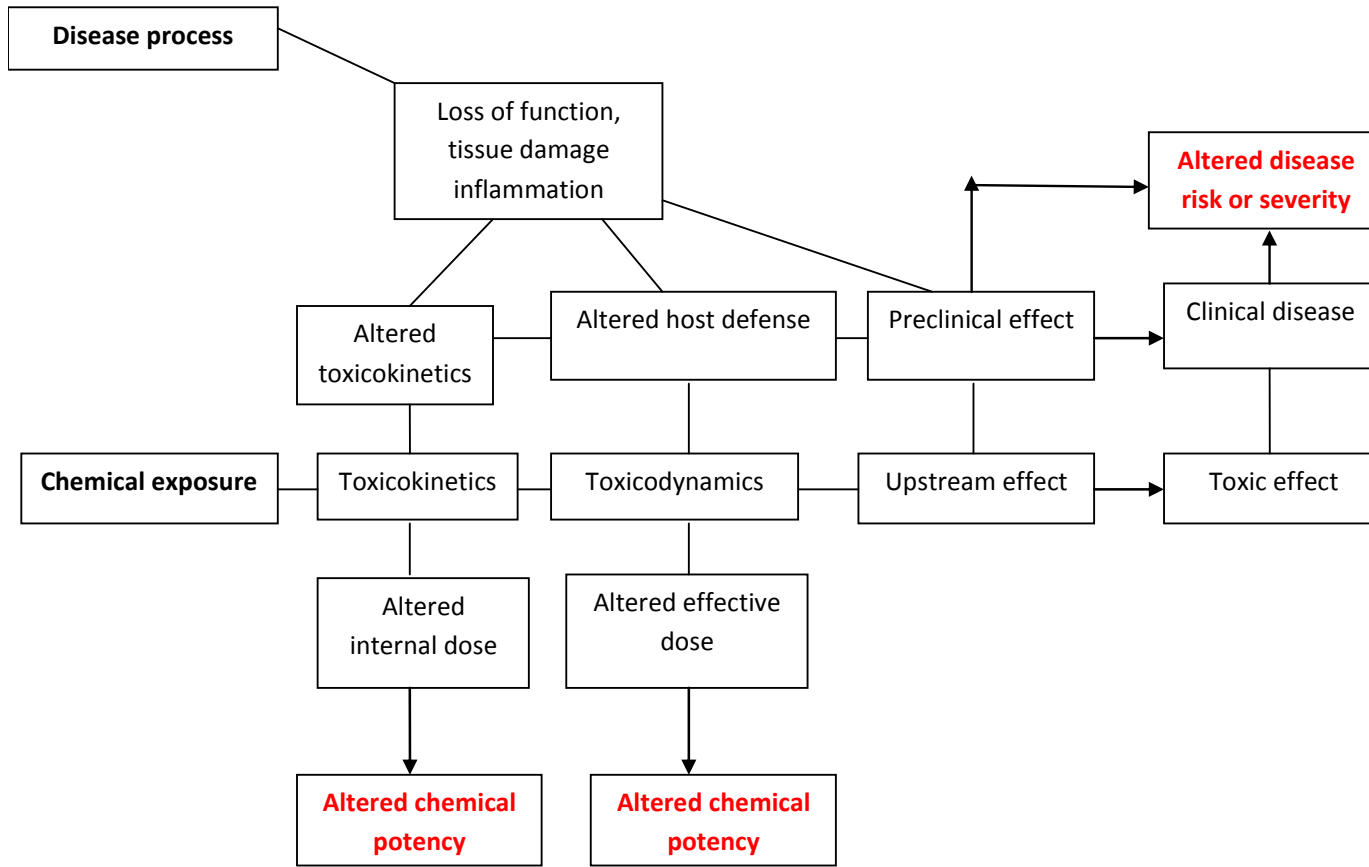 Disease process
Loss of function,
tissue damage
inflammation
Altered disease
risk or severity
Altered
toxicokinetics
Altered host defense
Preclinical effect
Clinical disease
Chemical exposure
Toxicokinetics
Toxicodynamics
Upstream effect
Toxic effect
Altered
internal dose
Altered effective
dose
Altered chemical
potency
Altered chemical
potency